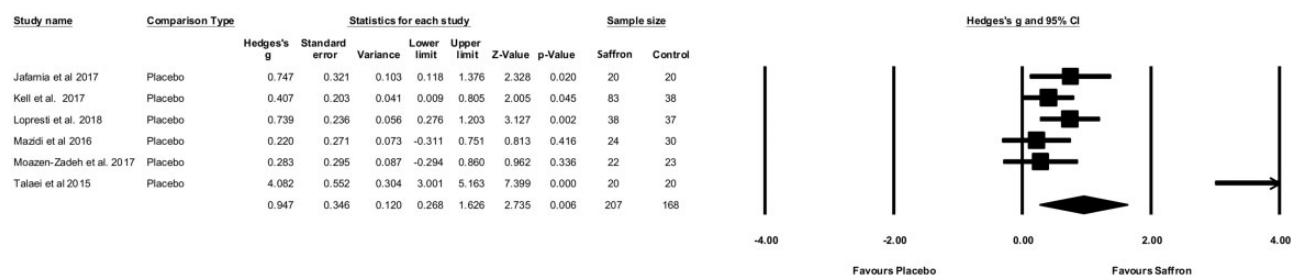 Study name Comparison Type Statistics for each study Sample size Hedges's g and 95% CI
Hedges's g Standard error Variance Lower limit Upper limit Z-Value p-Value Saffron Control
Jafarnia et al 2017 Placebo 0.747 0.321 0.103 0.118 1.376 2.328 0.020 20 20
Kell et al. 2017 Placebo 0.407 0.203 0.041 0.009 0.805 2.005 0.045 83 38
Lopresti et al. 2018 Placebo 0.739 0.236 0.056 0.276 1.203 3.127 0.002 38 37
Mazidi et al 2016 Placebo 0.220 0.271 0.073 -0.311 0.751 0.813 0.416 24 30
Moazen-Zadeh et al. 2017 Placebo 0.283 0.295 0.087 -0.294 0.860 0.962 0.336 22 23
Talaei et al 2015 Placebo 4.082 0.552 0.304 3.001 5.163 7.399 0.000 20 20
0.947 0.346 0.120 0.268 1.626 2.735 0.006 207 168
-4.00 -2.00 0.00 2.00 4.00
Favours Placebo Favours Saffron